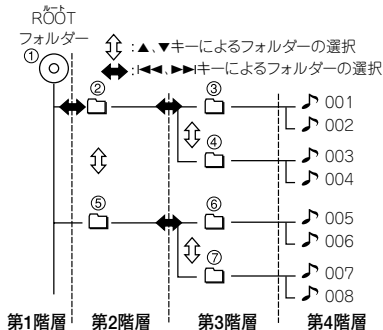 ルート
ROOT
フォルダー
:▲、▼キーによるフォルダーの選択
:⏮、⏭キーによるフォルダーの選択
①
② ③ 001
002
④ 003
004
⑤ ⑥ 005
006
⑦ 007
008
第1階層 第2階層 第3階層 第4階層